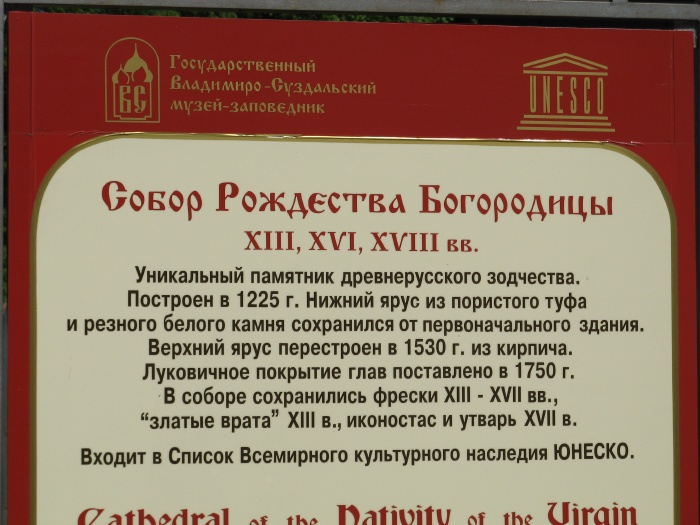 ВС
Государственный
Владимиро-Суздальский
музей-заповедник
UNESCO
Собор Рождества Богородицы
XIII, XVI, XVIII вв.
Уникальный памятник древнерусского зодчества.
Построен в 1225 г. Нижний ярус из пористого туфа
и резного белого камня сохранился от первоначального здания.
Верхний ярус перестроен в 1530 г. из кирпича.
Луковичное покрытие глав поставлено в 1750 г.
В соборе сохранились фрески XIII - XVII вв.,
“златые врата” XIII в., иконостас и утварь XVII в.
Входит в Список Всемирного культурного наследия ЮНЕСКО.
Cathedral of the Nativity of the Virgin